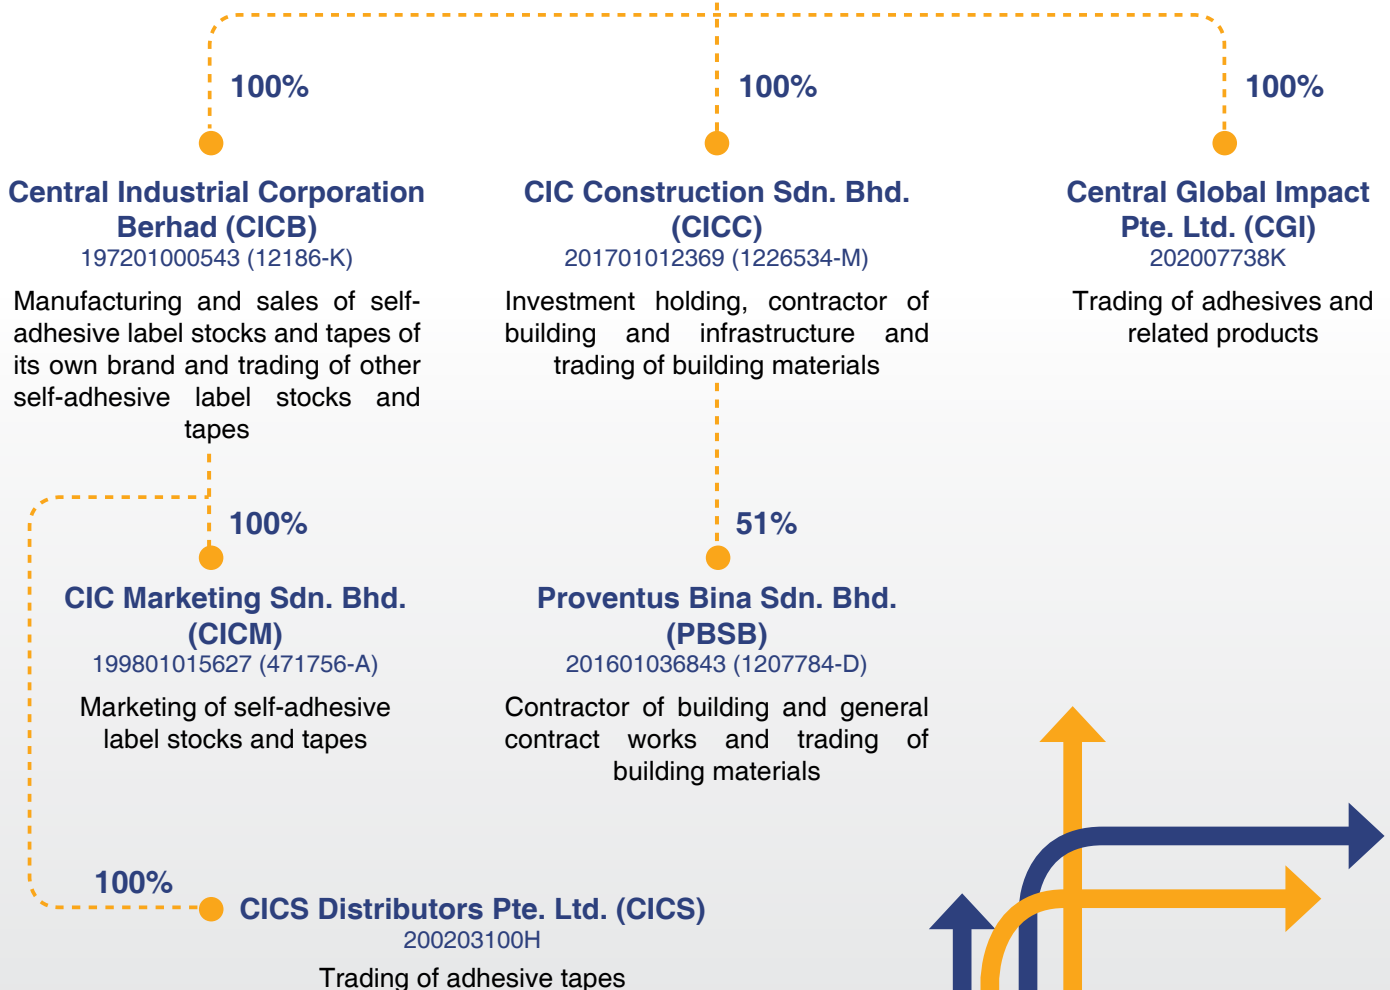 100%
100%
100%
Central Industrial Corporation
Berhad (CICB)
197201000543 (12186-K)
Manufacturing and sales of self-
adhesive label stocks and tapes of
its own brand and trading of other
self-adhesive label stocks and
tapes
CIC Construction Sdn. Bhd.
(CICC)
201701012369 (1226534-M)
Investment holding, contractor of
building and infrastructure and
trading of building materials
Central Global Impact
Pte. Ltd. (CGI)
202007738K
Trading of adhesives and
related products
100%
CIC Marketing Sdn. Bhd.
(CICM)
199801015627 (471756-A)
Marketing of self-adhesive
label stocks and tapes
51%
Proventus Bina Sdn. Bhd.
(PBSB)
201601036843 (1207784-D)
Contractor of building and general
contract works and trading of
building materials
100%
CICS Distributors Pte. Ltd. (CICS)
200203100H
Trading of adhesive tapes